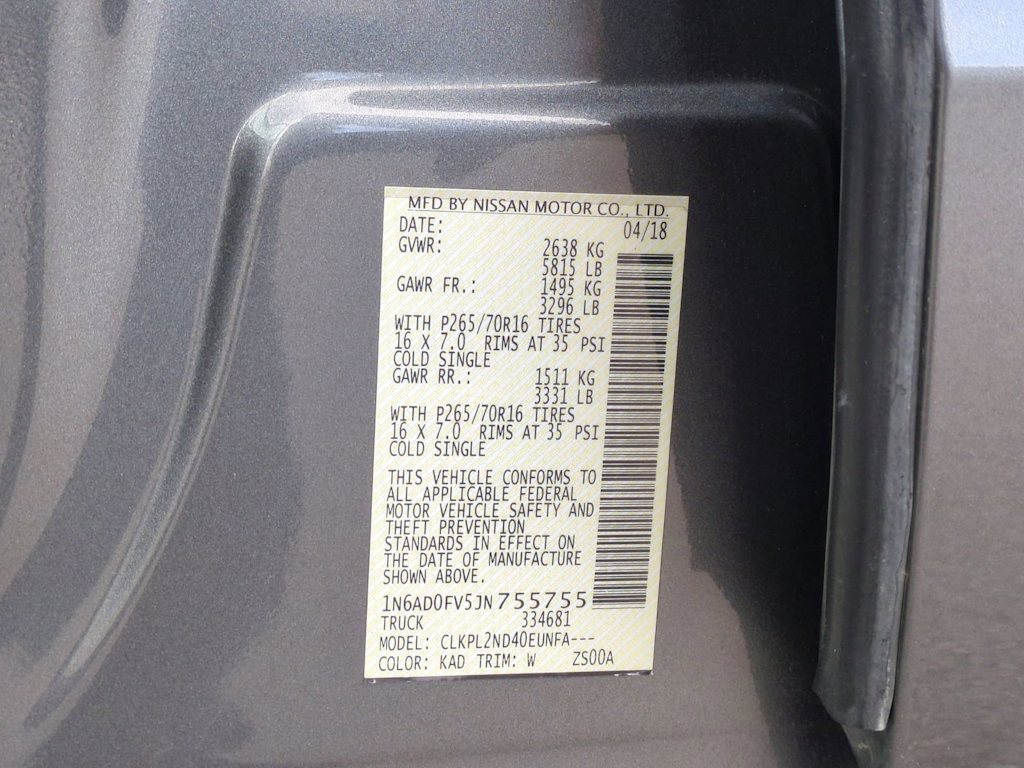 MFD BY NISSAN MOTOR CO., LTD.
DATE: 04/18
GVWR: 2638 KG
5815 LB
GAWR FR.: 1495 KG
3296 LB
WITH P265/70R16 TIRES
16 X 7.0 RIMS AT 35 PSI
COLD SINGLE
GAWR RR.: 1511 KG
3331 LB
WITH P265/70R16 TIRES
16 X 7.0 RIMS AT 35 PSI
COLD SINGLE
THIS VEHICLE CONFORMS TO
ALL APPLICABLE FEDERAL
MOTOR VEHICLE SAFETY AND
THEFT PREVENTION
STANDARDS IN EFFECT ON
THE DATE OF MANUFACTURE
SHOWN ABOVE.
1N6AD0FV5JN755755
TRUCK 334681
MODEL: CLKPL2ND40EUNFA---
COLOR: KAD TRIM: W ZS00A